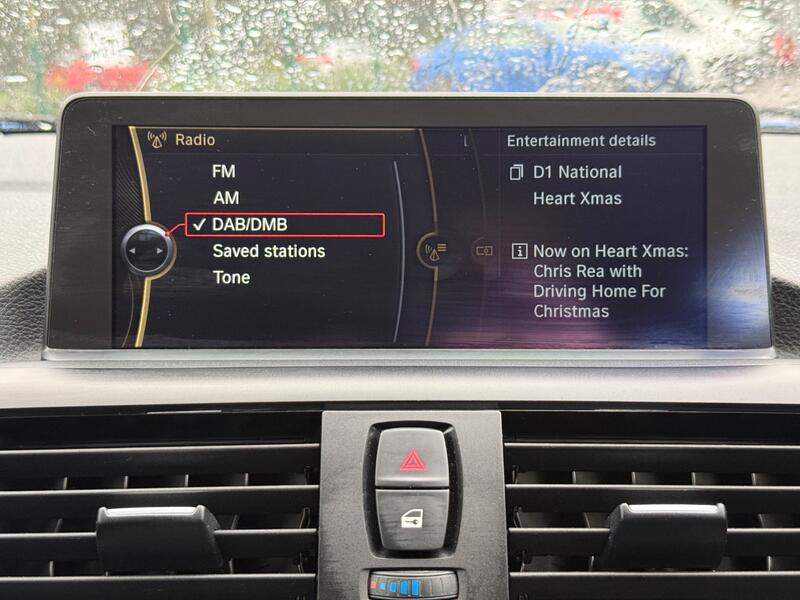 Radio
FM
AM
DAB/DMB
Saved stations
Tone
Entertainment details
D1 National
Heart Xmas
Now on Heart Xmas:
Chris Rea with
Driving Home For
Christmas